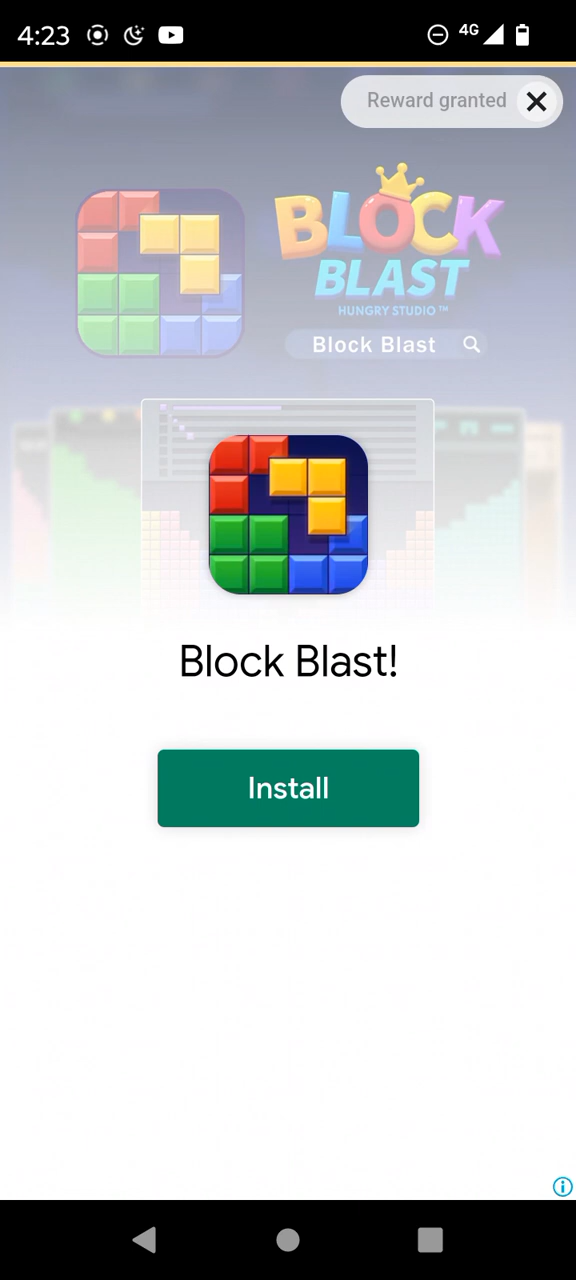 4:23
4G
Reward granted
BLOCK
BLAST
HUNGRY STUDIO™
Block Blast
Block Blast!
Install